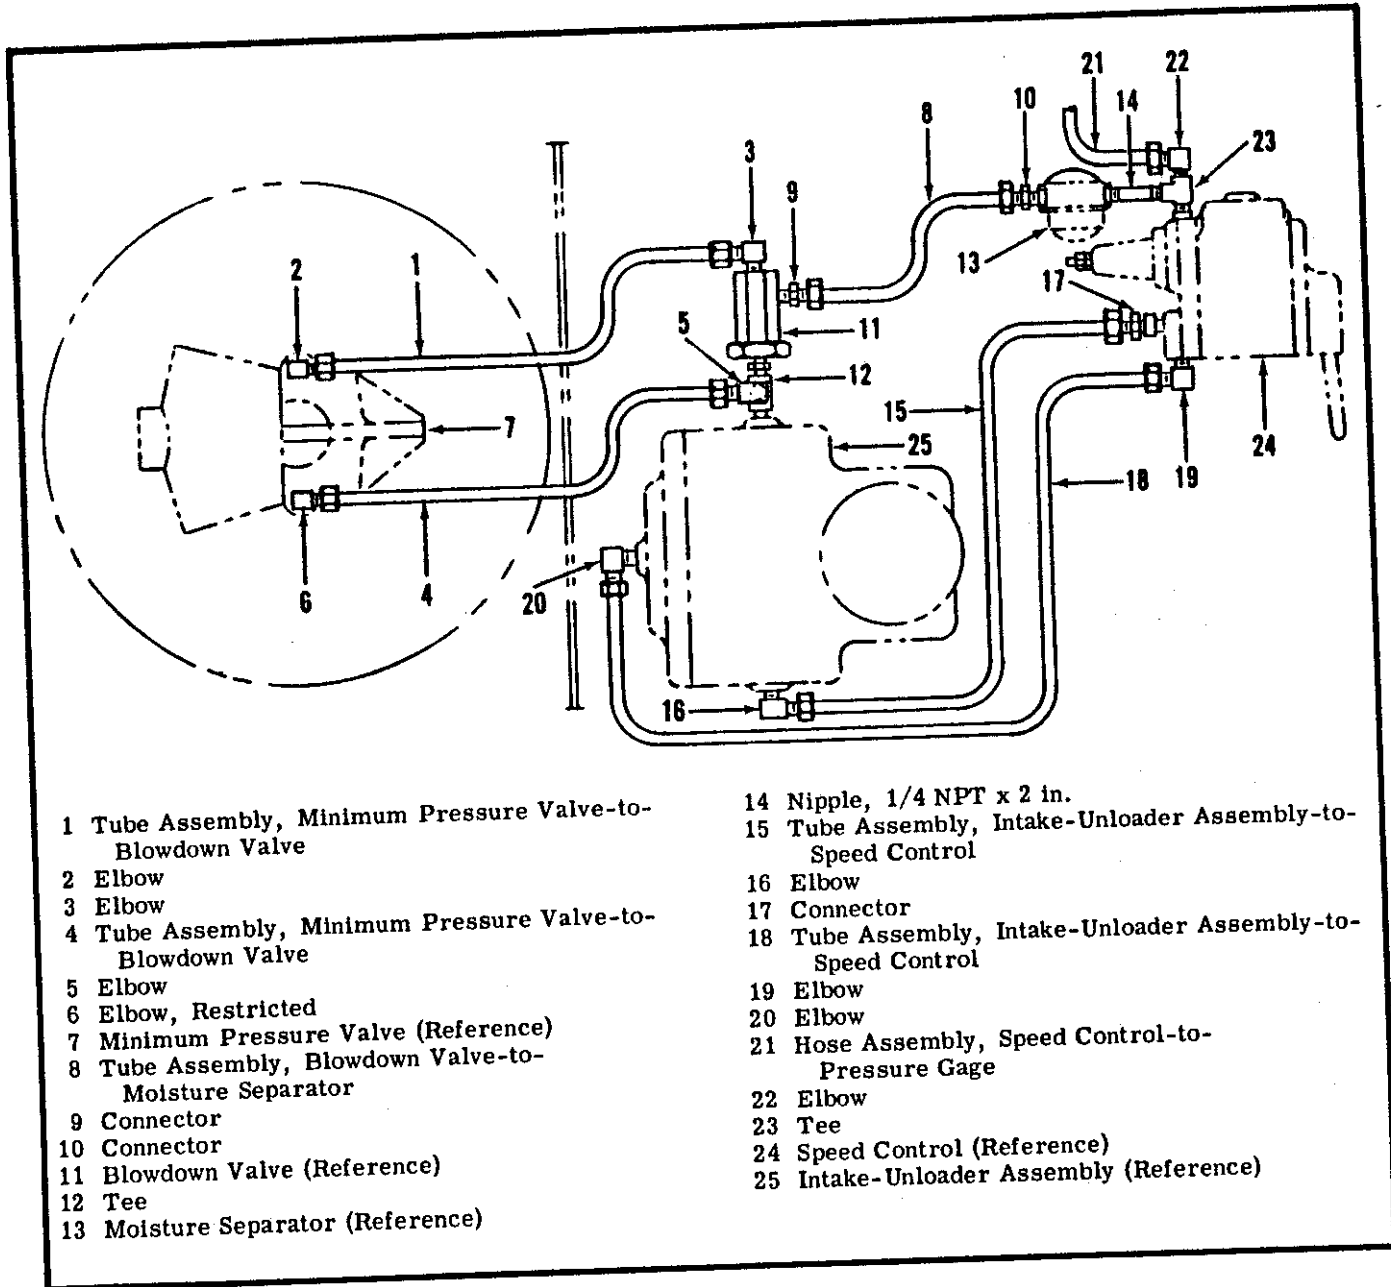 21
22
10
14
8
23
3
9
2
1
13
17
5
11
12
15
7
25
18
19
24
6
4
20
16
1 Tube Assembly, Minimum Pressure Valve-to-
Blowdown Valve
2 Elbow
3 Elbow
4 Tube Assembly, Minimum Pressure Valve-to-
Blowdown Valve
5 Elbow
6 Elbow, Restricted
7 Minimum Pressure Valve (Reference)
8 Tube Assembly, Blowdown Valve-to-
Moisture Separator
9 Connector
10 Connector
11 Blowdown Valve (Reference)
12 Tee
13 Moisture Separator (Reference)
14 Nipple, 1/4 NPT x 2 in.
15 Tube Assembly, Intake-Unloader Assembly-to-
Speed Control
16 Elbow
17 Connector
18 Tube Assembly, Intake-Unloader Assembly-to-
Speed Control
19 Elbow
20 Elbow
21 Hose Assembly, Speed Control-to-
Pressure Gage
22 Elbow
23 Tee
24 Speed Control (Reference)
25 Intake-Unloader Assembly (Reference)